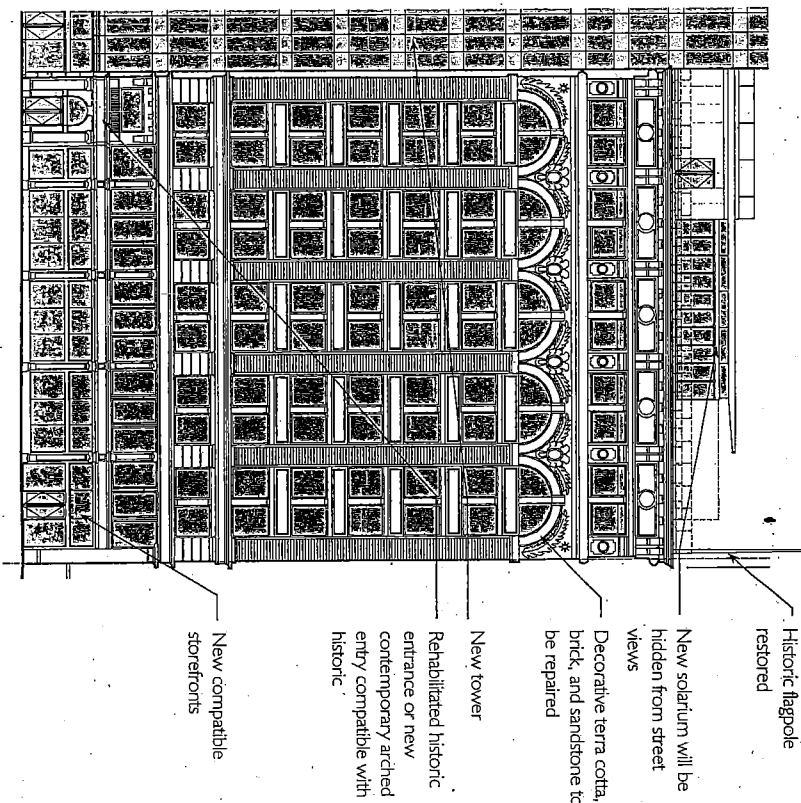 Historic flagpole
restored
New solarium will be
hidden from street
views
Decorative terra cotta,
brick, and sandstone to
be repaired
New tower
Rehabilitated historic
entrance or new
contemporary arched
entry compatible with
historic
New compatible
storefronts